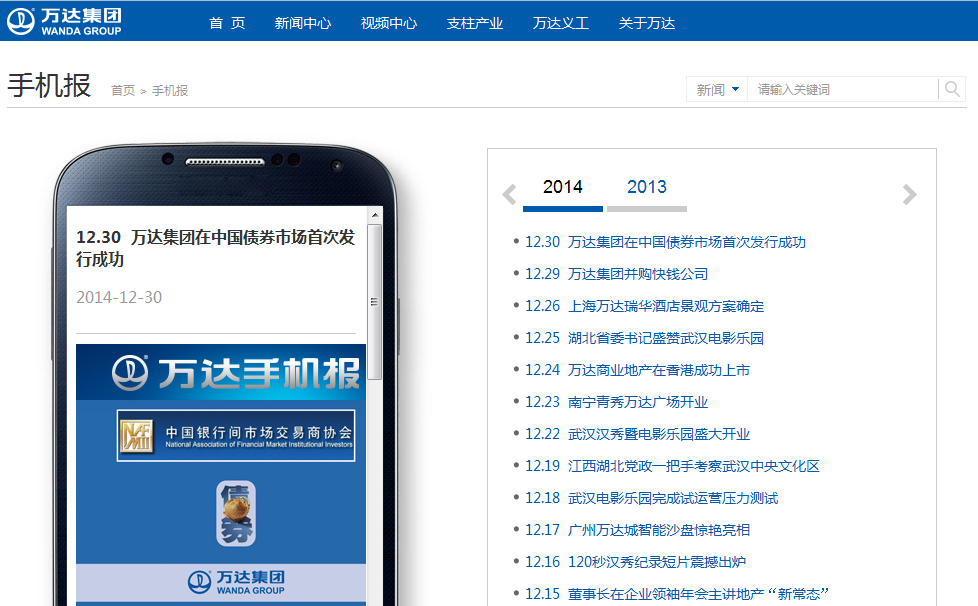 万达集团
WANDA GROUP
首 页 新闻中心 视频中心 支柱产业 万达义工 关于万达
手机报 首页 > 手机报
新闻 请输入关键词
12.30 万达集团在中国债券市场首次发
行成功
2014-12-30
万达手机报
NAFMII
中国银行间市场交易商协会
National Association of Financial Market Institutional Investors
债
券
万达集团
WANDA GROUP
2014 2013
12.30 万达集团在中国债券市场首次发行成功
12.29 万达集团并购快钱公司
12.26 上海万达瑞华酒店景观方案确定
12.25 湖北省委书记盛赞武汉电影乐园
12.24 万达商业地产在香港成功上市
12.23 南宁青秀万达广场开业
12.22 武汉汉秀暨电影乐园盛大开业
12.19 江西湖北党政一把手考察武汉中央文化区
12.18 武汉电影乐园完成试运营压力测试
12.17 广州万达城智能沙盘惊艳亮相
12.16 120秒汉秀纪录短片震撼出炉
12.15 董事长在企业领袖年会主讲地产“新常态”